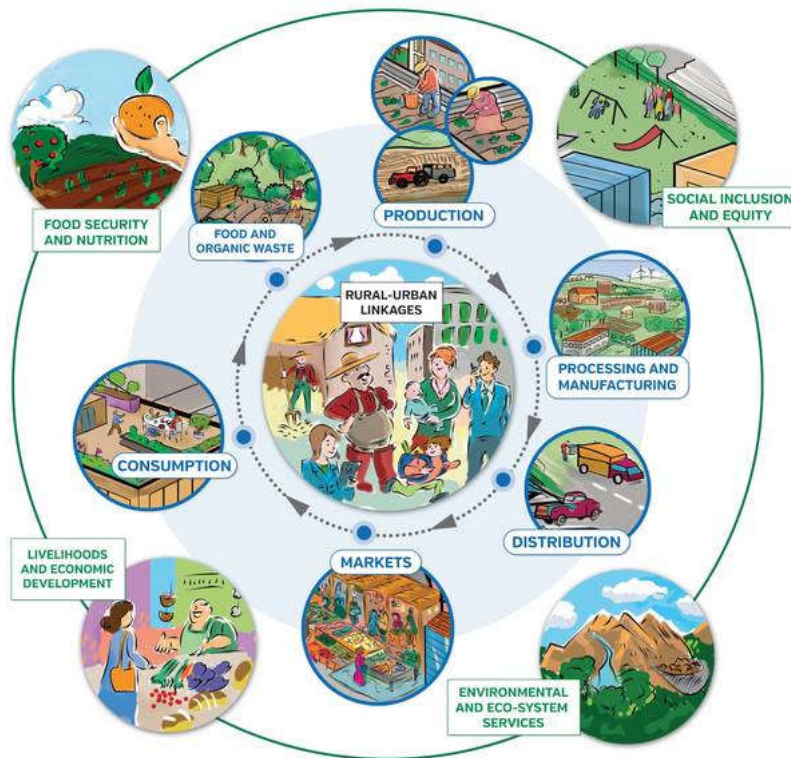 FOOD SECURITY
AND NUTRITION
FOOD AND
ORGANIC WASTE
PRODUCTION
SOCIAL INCLUSION
AND EQUITY
RURAL-URBAN
LINKAGES
PROCESSING AND
MANUFACTURING
CONSUMPTION
DISTRIBUTION
MARKETS
LIVELIHOODS
AND ECONOMIC
DEVELOPMENT
ENVIRONMENTAL
AND ECO-SYSTEM
SERVICES